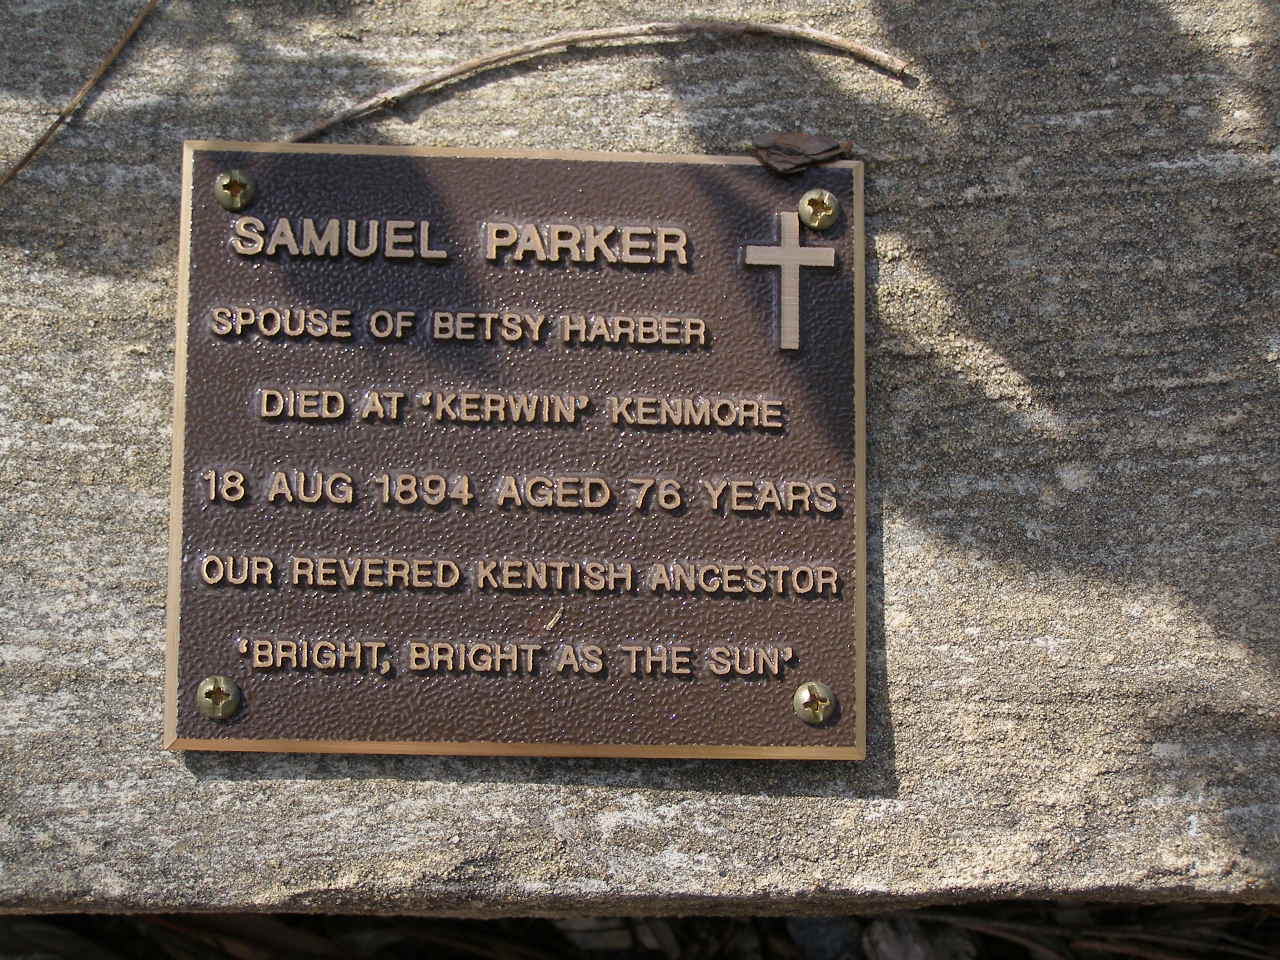 SAMUEL PARKER
SPOUSE OF BETSY HARBER
DIED AT 'KERWIN' KENMORE
18 AUG 1894 AGED 76 YEARS
OUR REVERED KENTISH ANCESTOR
'BRIGHT, BRIGHT AS THE SUN'